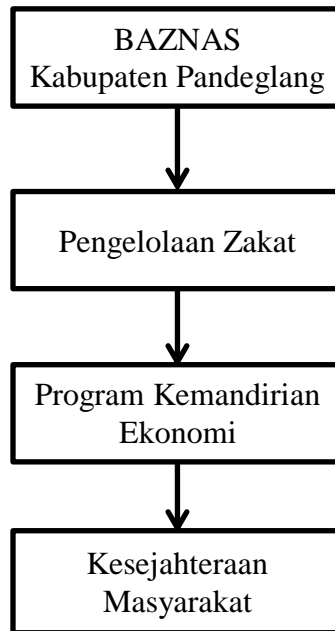 BAZNAS
Kabupaten Pandeglang
Pengelolaan Zakat
Program Kemandirian
Ekonomi
Kesejahteraan
Masyarakat